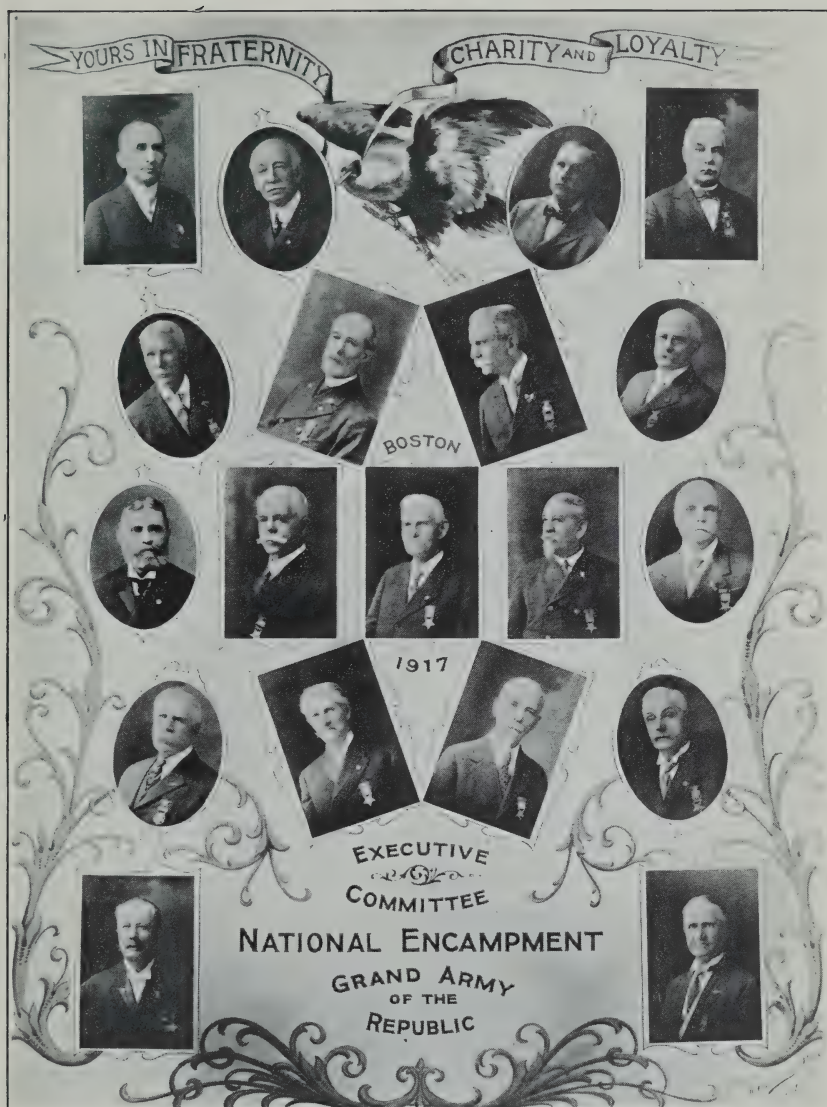 YOURS IN FRATERNITY
CHARITY AND LOYALTY
BOSTON
1917
EXECUTIVE
COMMITTEE
NATIONAL ENCAMPMENT
GRAND ARMY
OF THE
REPUBLIC